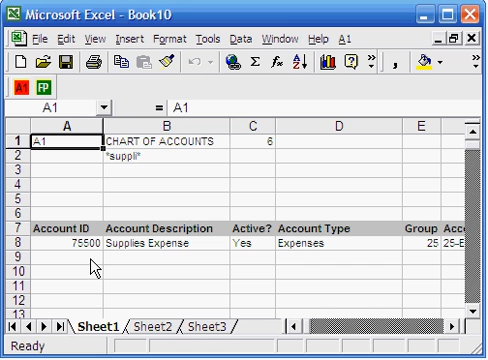 Microsoft Excel - Book10
File Edit View Insert Format Tools Data Window Help A1
A1 FP
A1 = A1
A B C D E
1 A1 CHART OF ACCOUNTS 6
2 *suppli*
3
4
5
6
7 Account ID Account Description Active? Account Type Group Acco
8 75500 Supplies Expense Yes Expenses 25 25-E
9
10
11
12
13
Sheet1 Sheet2 Sheet3
Ready